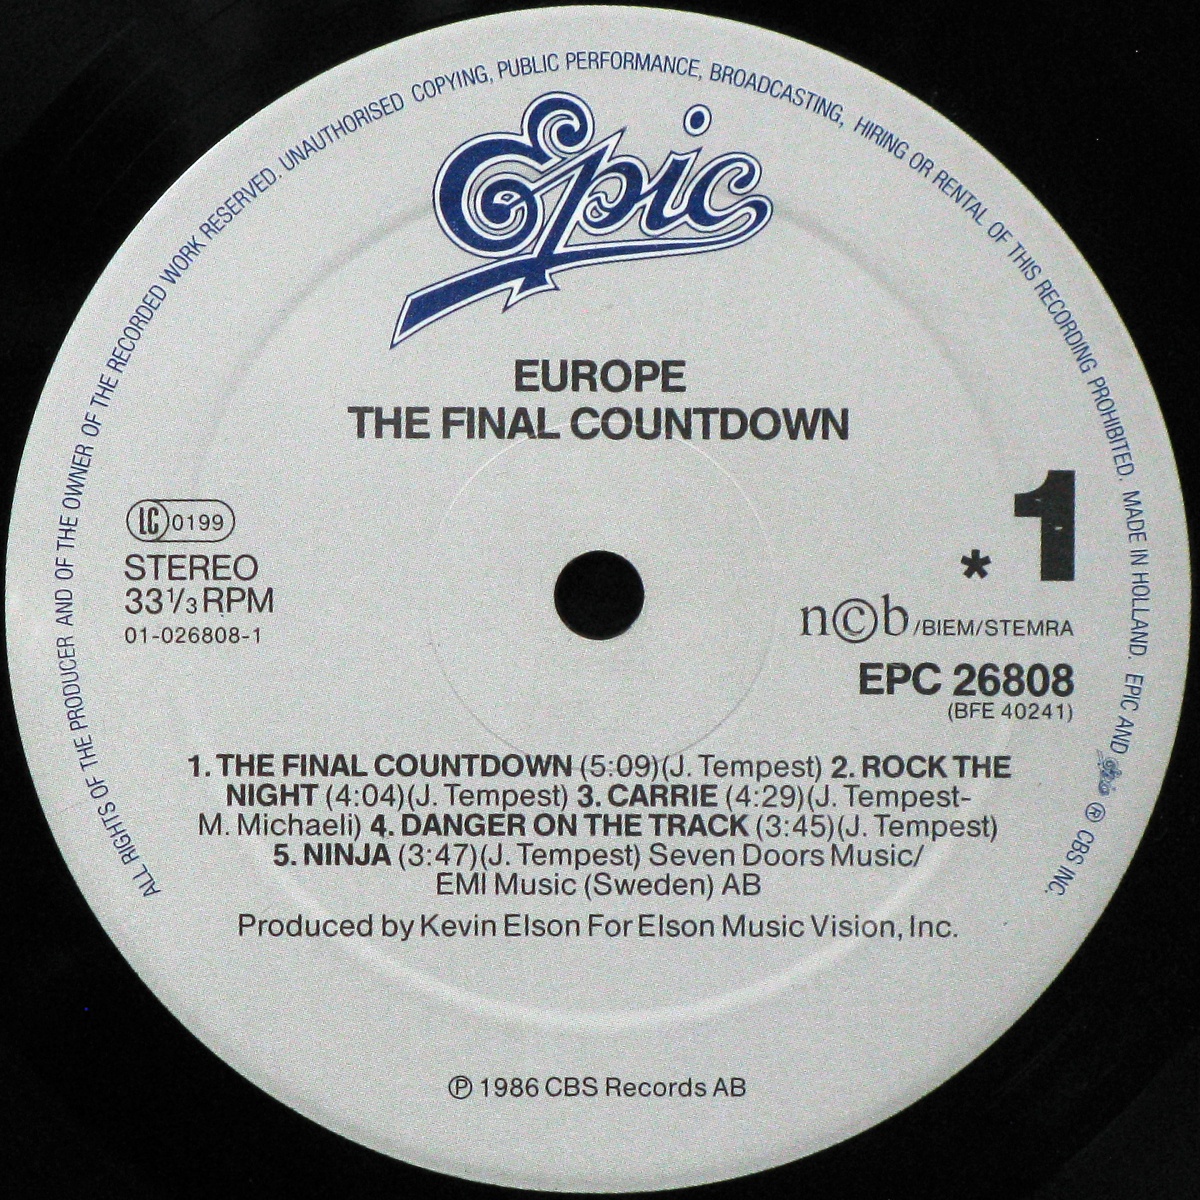 ALL RIGHTS OF THE PRODUCER AND OF THE OWNER OF THE RECORDED WORK RESERVED. UNAUTHORISED COPYING, PUBLIC PERFORMANCE, BROADCASTING, HIRING OR RENTAL OF THIS RECORDING PROHIBITED. MADE IN HOLLAND. EPIC AND Epic ® CBS INC.
Epic
EUROPE
THE FINAL COUNTDOWN
LC 0199
STEREO
33 1/3 RPM
01-026808-1
* 1
n©b/BIEM/STEMRA
EPC 26808
(BFE 40241)
1. THE FINAL COUNTDOWN (5:09)(J. Tempest) 2. ROCK THE
NIGHT (4:04)(J. Tempest) 3. CARRIE (4:29)(J. Tempest-
M. Michaeli) 4. DANGER ON THE TRACK (3:45)(J. Tempest)
5. NINJA (3:47)(J. Tempest) Seven Doors Music/
EMI Music (Sweden) AB
Produced by Kevin Elson For Elson Music Vision, Inc.
℗ 1986 CBS Records AB